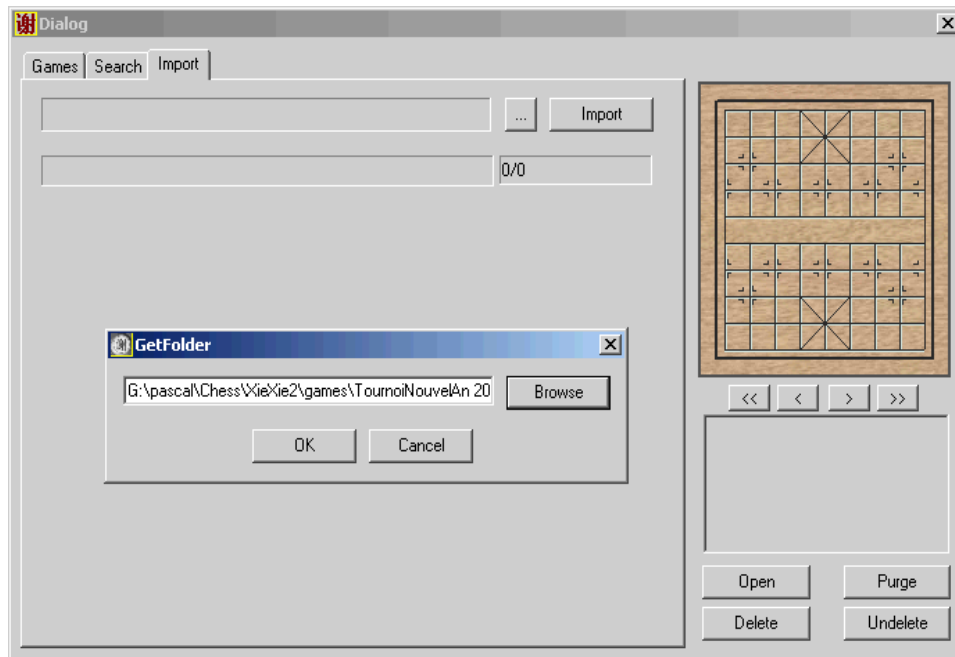 谢 Dialog
Games Search Import
... Import
0/0
GetFolder
G:\pascal\Chess\XieXie2\games\TournoiNouvelAn 20 Browse
OK Cancel
<< < > >>
Open Purge
Delete Undelete